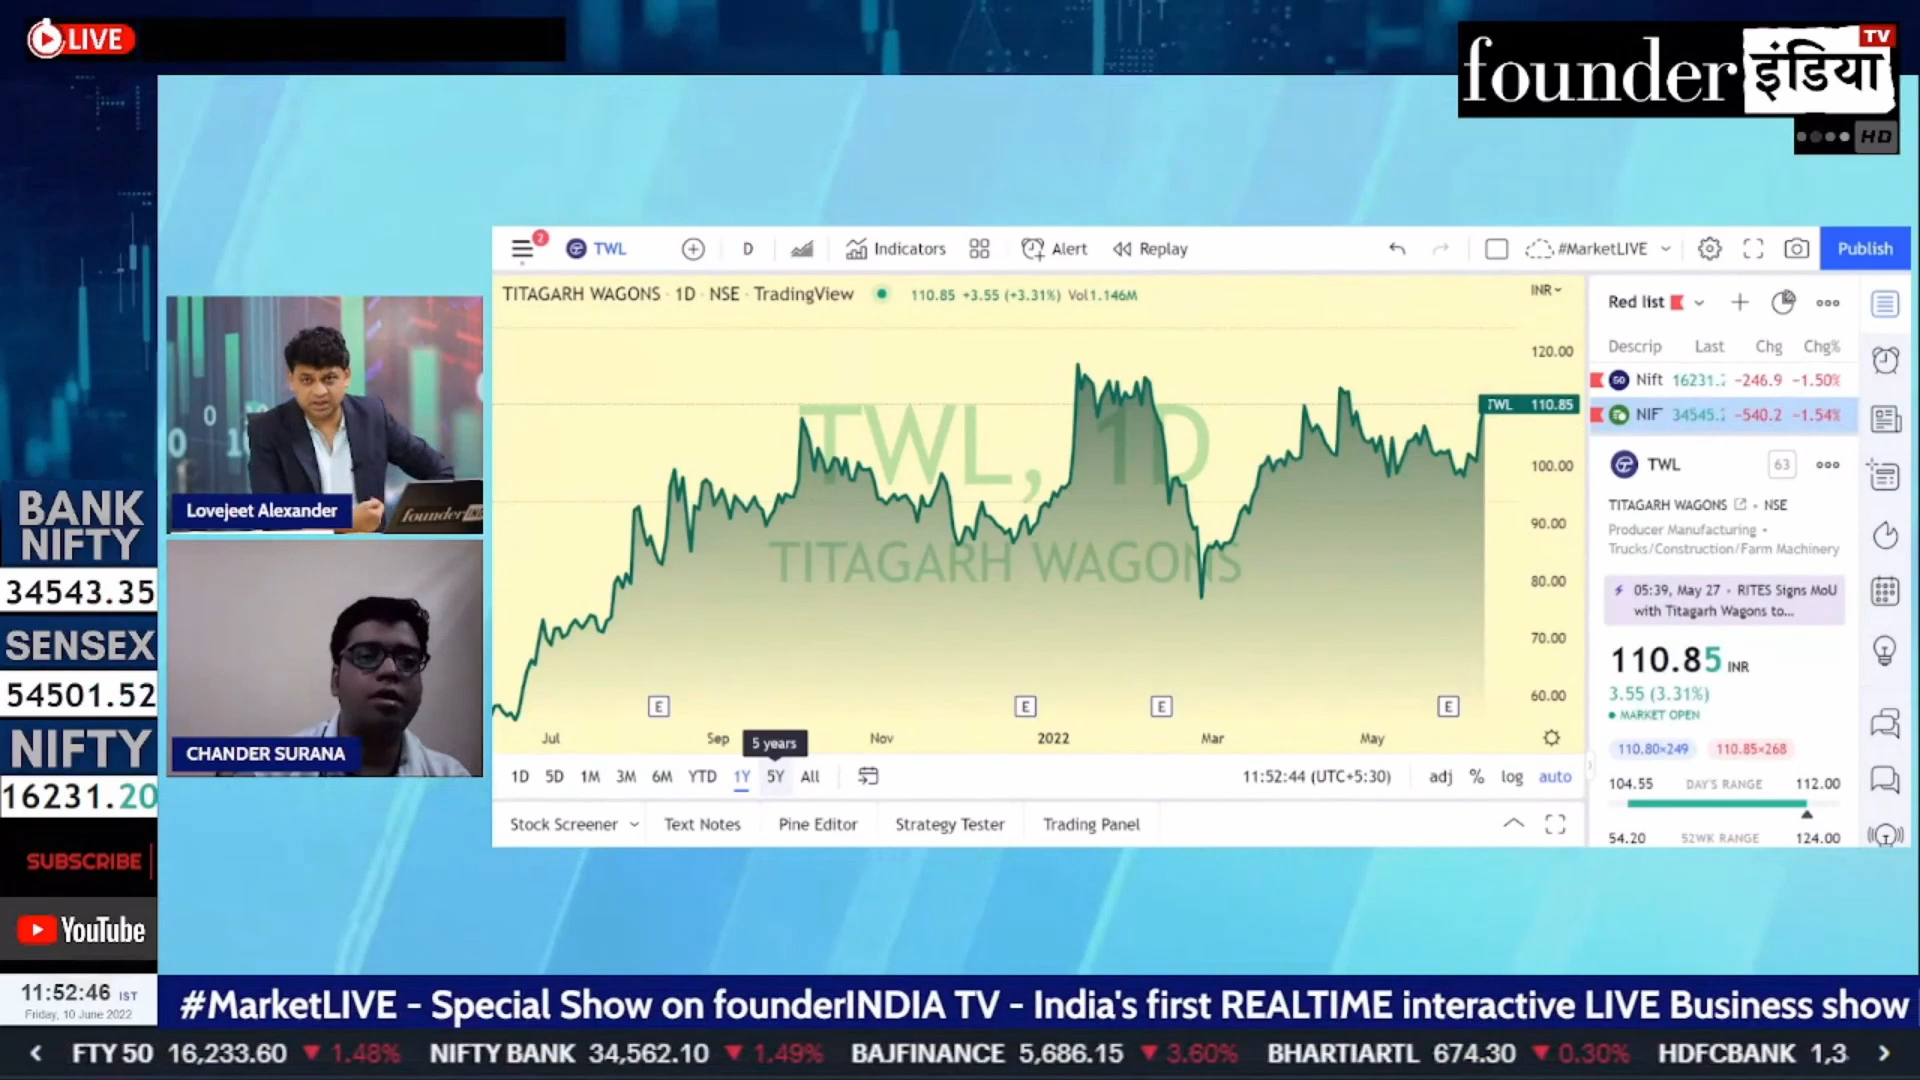 LIVE
founder इंडिया TV
HD
2
TWL
D
Indicators
Alert
Replay
#MarketLIVE
Publish
TITAGARH WAGONS · 1D · NSE · TradingView
110.85 +3.55 (+3.31%) Vol1.146M
INR
120.00
TWL 110.85
100.00
90.00
80.00
70.00
60.00
TWL, 1D
TITAGARH WAGONS
E
E
E
E
Jul
Sep
Nov
2022
Mar
May
5 years
1D 5D 1M 3M 6M YTD 1Y 5Y All
11:52:44 (UTC+5:30)
adj % log auto
Stock Screener
Text Notes
Pine Editor
Strategy Tester
Trading Panel
Red list
Descrip Last Chg Chg%
50 Nift 16231. −246.9 −1.50%
NIF 34545. −540.2 −1.54%
TWL
63
TITAGARH WAGONS · NSE
Producer Manufacturing •
Trucks/Construction/Farm Machinery
05:39, May 27 · RITES Signs MoU
with Titagarh Wagons to...
110.85 INR
3.55 (3.31%)
MARKET OPEN
110.80×249 110.85×268
104.55 DAY'S RANGE 112.00
54.20 52WK RANGE 124.00
Lovejeet Alexander
founder
CHANDER SURANA
BANK
NIFTY
34543.35
SENSEX
54501.52
NIFTY
16231.20
SUBSCRIBE
YouTube
11:52:46 IST
Friday, 10 June 2022
#MarketLIVE - Special Show on founderINDIA TV - India's first REALTIME interactive LIVE Business show
FTY 50 16,233.60 ▼ 1.48% NIFTY BANK 34,562.10 ▼ 1.49% BAJFINANCE 5,686.15 ▼ 3.60% BHARTIARTL 674.30 ▼ 0.30% HDFCBANK 1,3